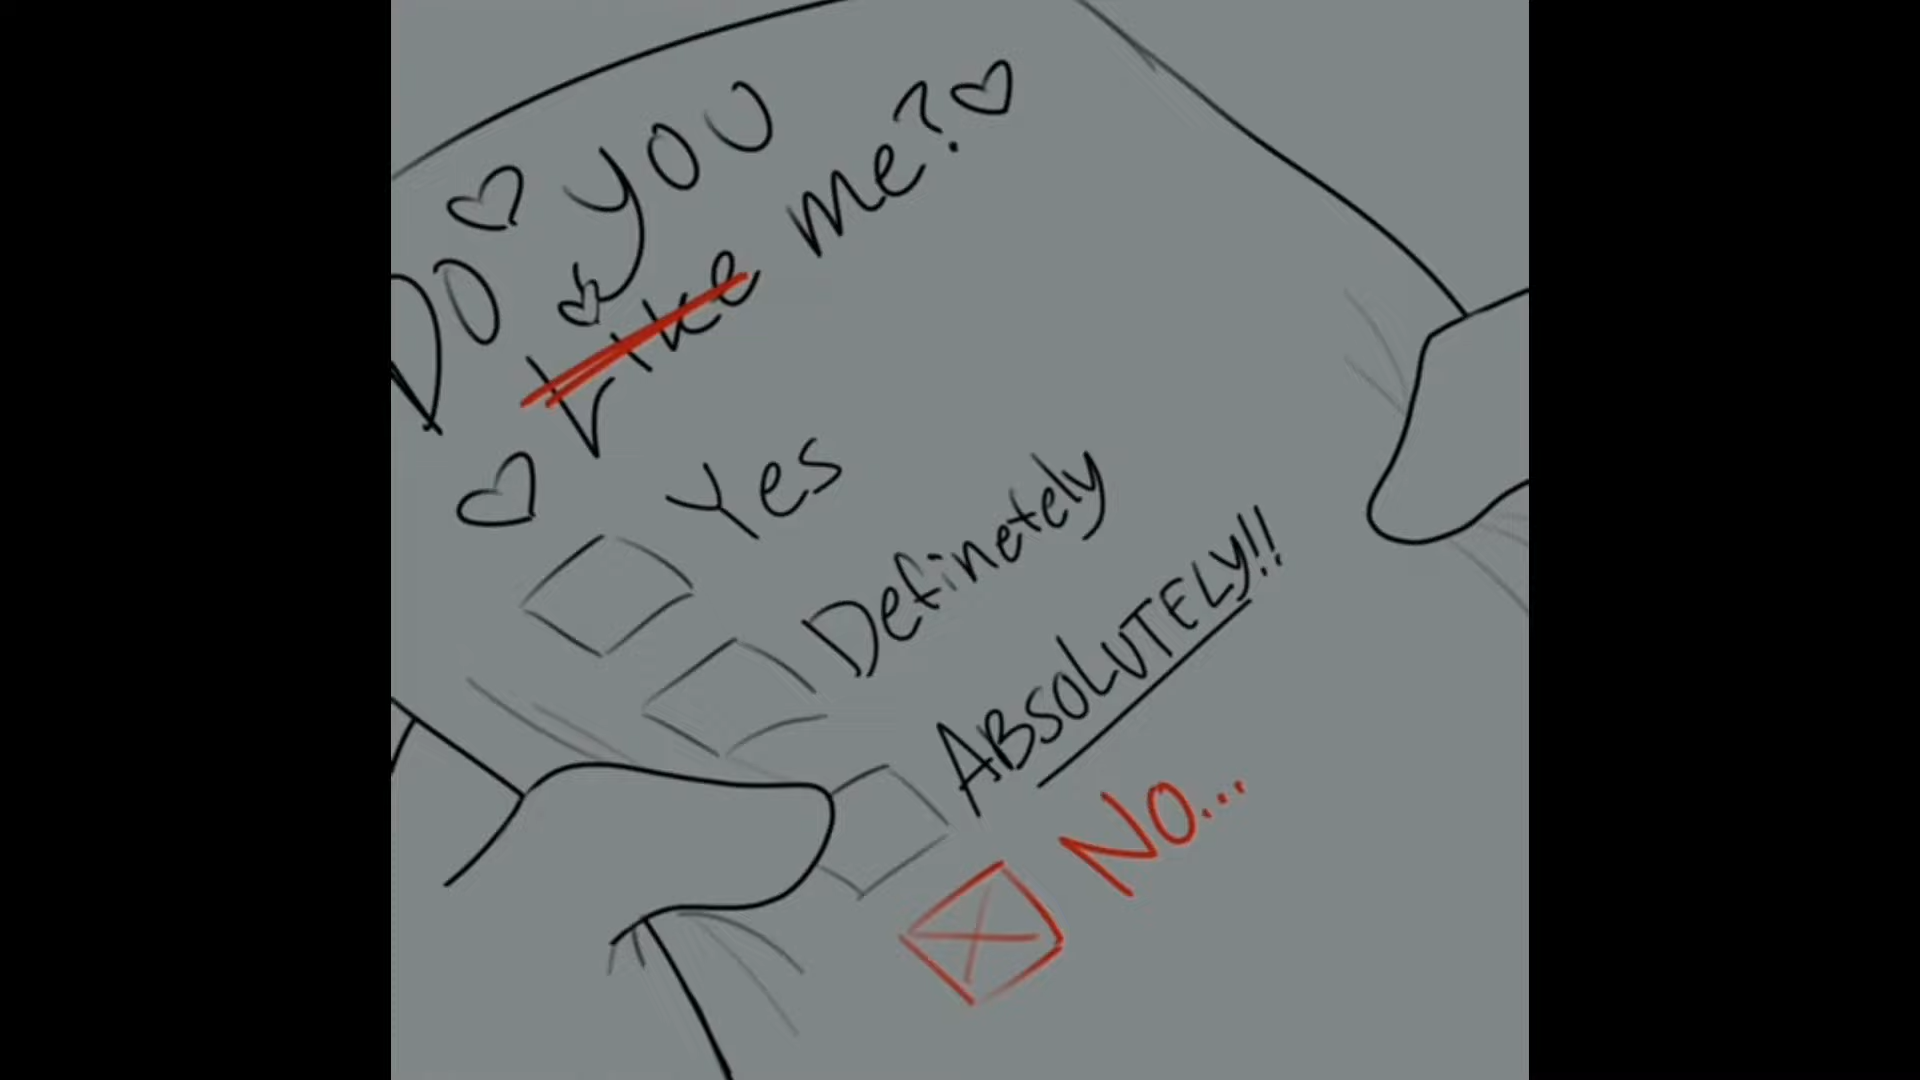 Do you
Like me?
Yes
Definetely
ABSOLUTELY!!
No...